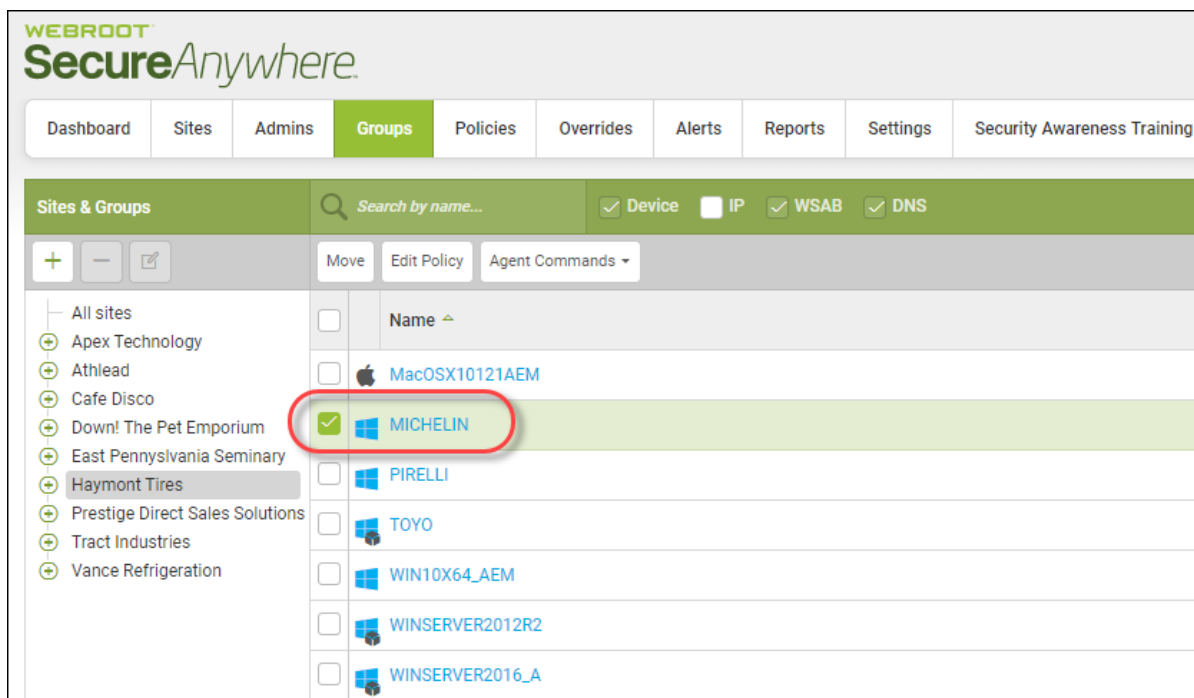 WEBROOT™
SecureAnywhere.
Dashboard Sites Admins Groups Policies Overrides Alerts Reports Settings Security Awareness Training
Sites & Groups Search by name... Device IP WSAB DNS
Move Edit Policy Agent Commands
All sites
Apex Technology
Athlead
Cafe Disco
Down! The Pet Emporium
East Pennyslvania Seminary
Haymont Tires
Prestige Direct Sales Solutions
Tract Industries
Vance Refrigeration
Name
MacOSX10121AEM
MICHELIN
PIRELLI
TOYO
WIN10X64_AEM
WINSERVER2012R2
WINSERVER2016_A